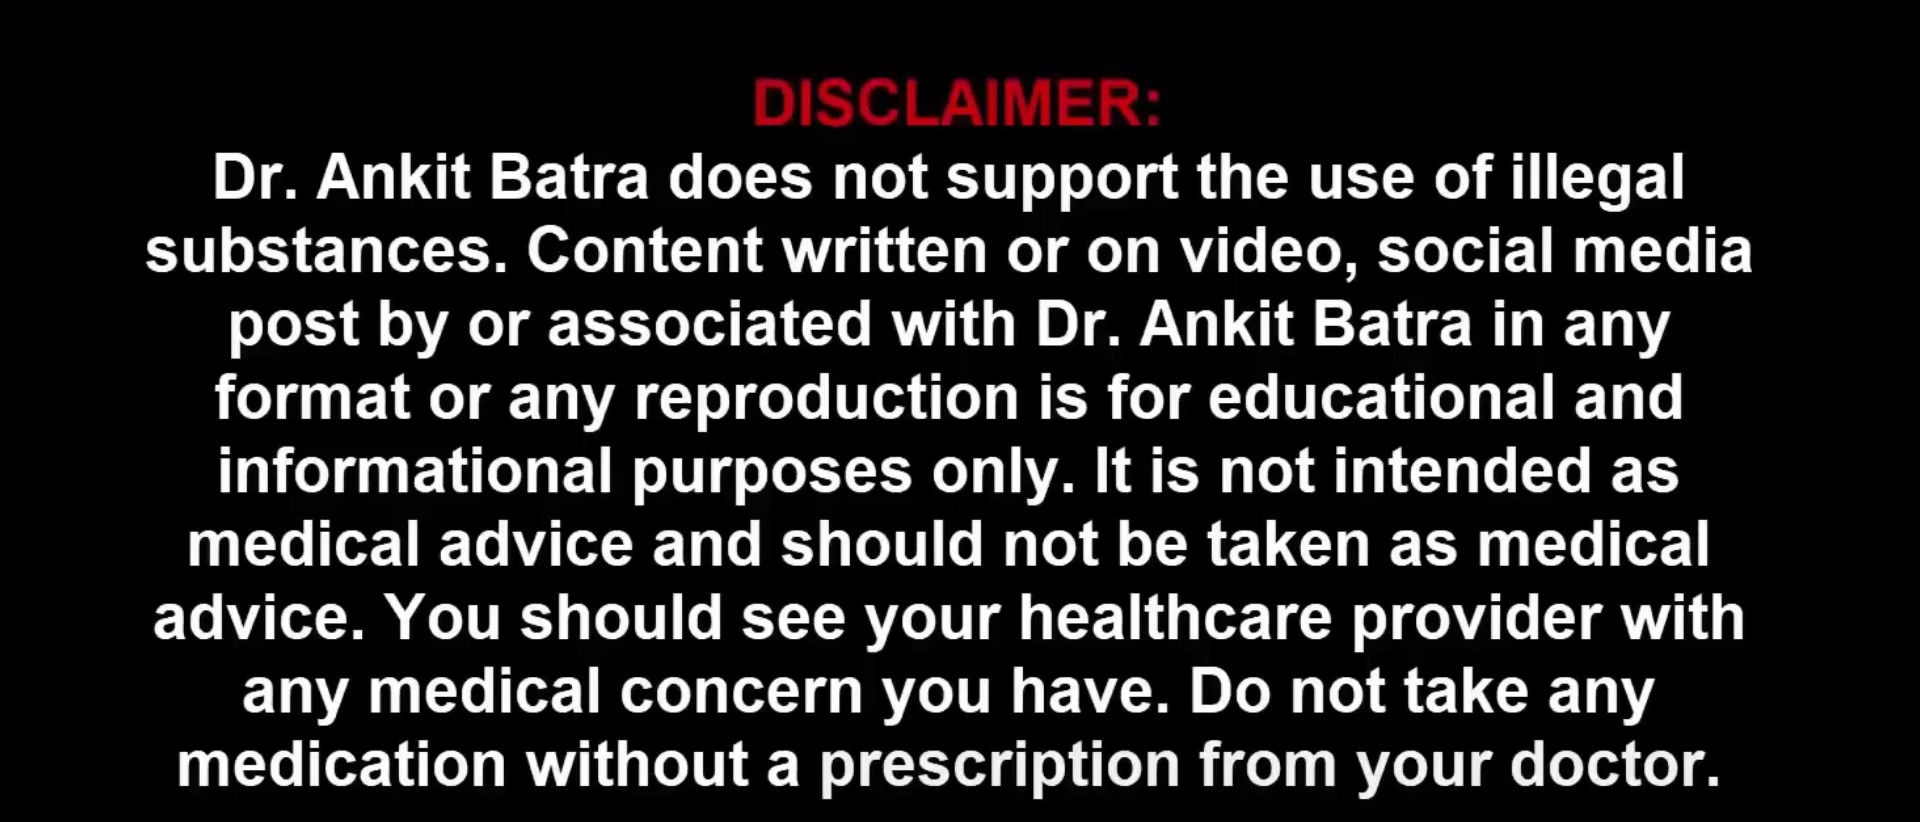 DISCLAIMER:
Dr. Ankit Batra does not support the use of illegal
substances. Content written or on video, social media
post by or associated with Dr. Ankit Batra in any
format or any reproduction is for educational and
informational purposes only. It is not intended as
medical advice and should not be taken as medical
advice. You should see your healthcare provider with
any medical concern you have. Do not take any
medication without a prescription from your doctor.